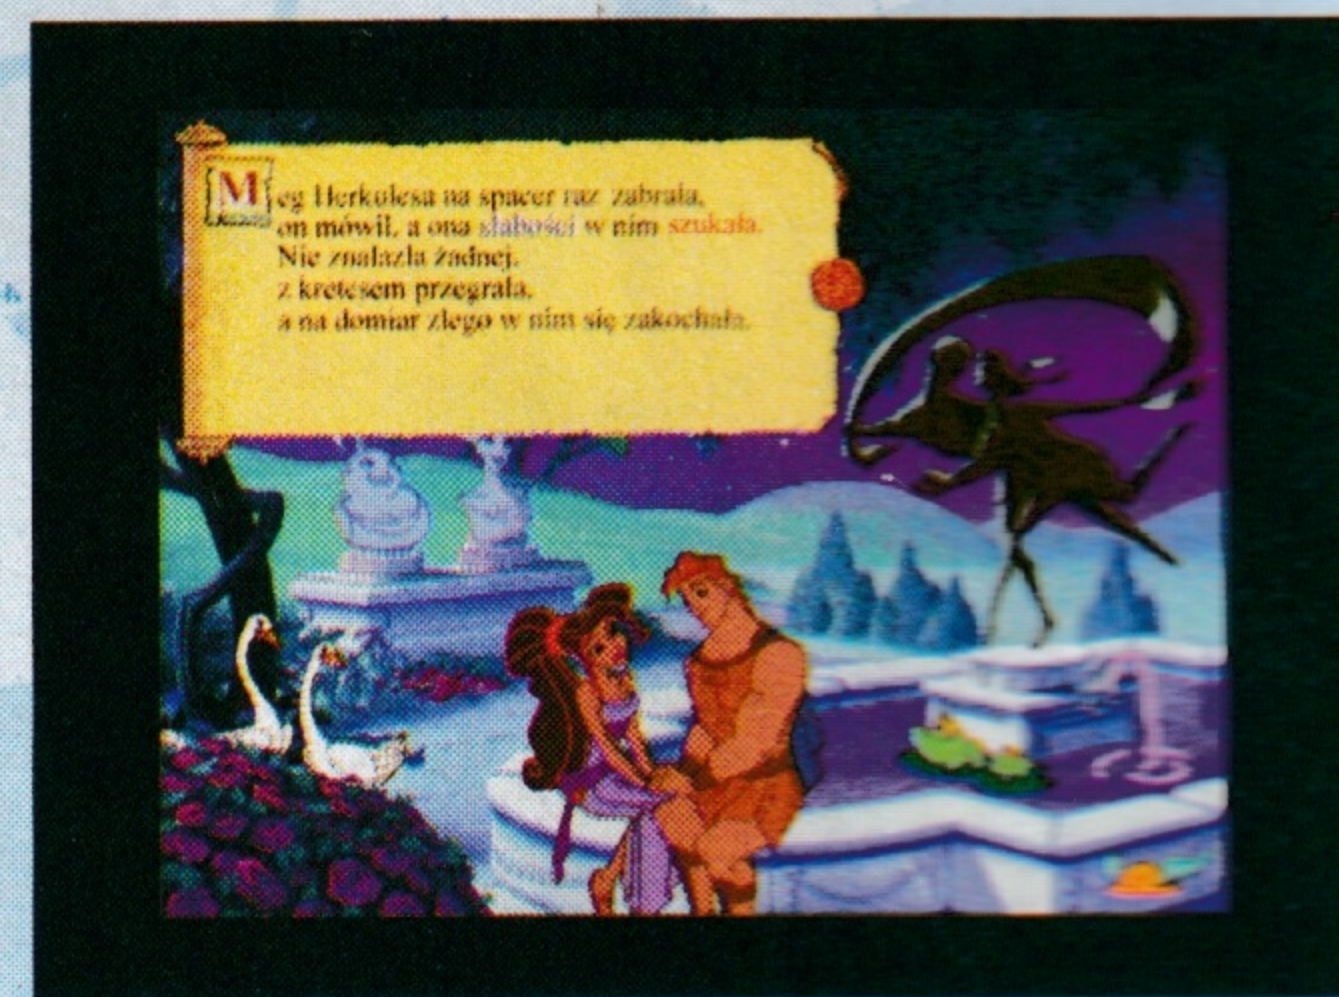 Meg Herkulesa na spacer raz zabrała,
on mówił, a ona słabości w nim szukała.
Nie znalazła żadnej,
z kretesem przegrała,
a na domiar złego w nim się zakochała.